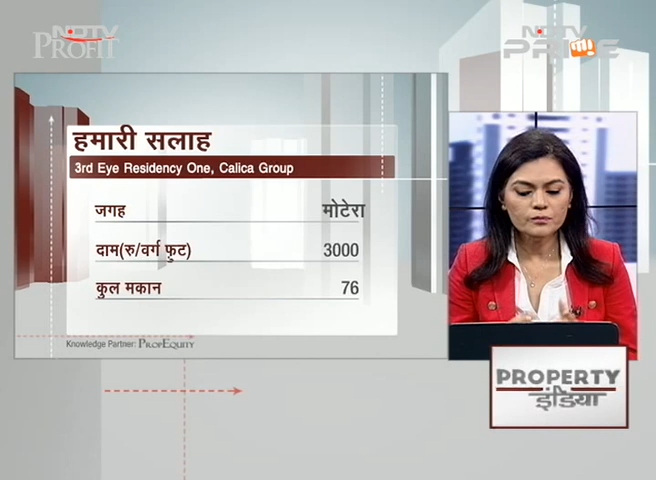 NDTV
PROFIT
NDTV
PRIME
हमारी सलाह
3rd Eye Residency One, Calica Group
जगह मोटेरा
दाम(रु/वर्ग फुट) 3000
कुल मकान 76
Knowledge Partner: PROPEQUITY
PROPERTY
इंडिया